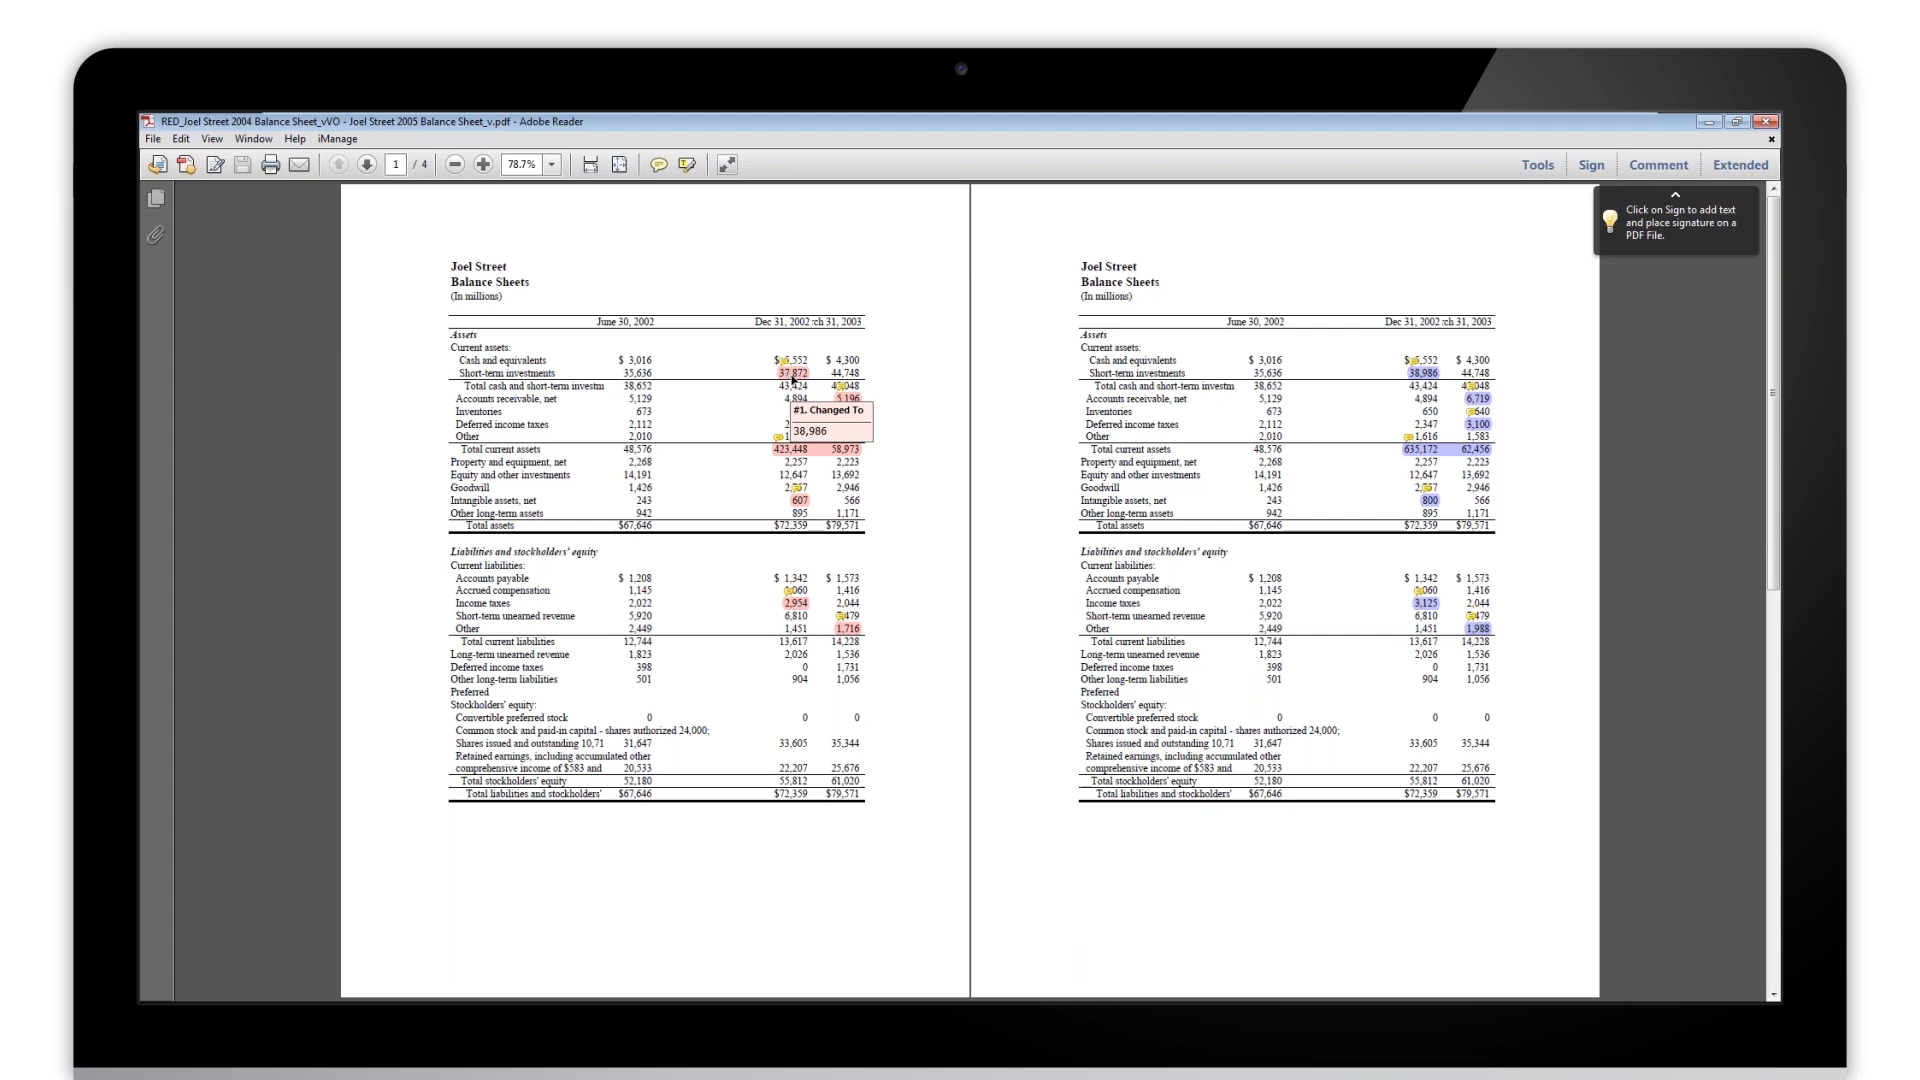 RED_Joel Street 2004 Balance Sheet_vVO - Joel Street 2005 Balance Sheet_v.pdf - Adobe Reader
File Edit View Window Help iManage
1 / 4 78.7% Tools Sign Comment Extended
Click on Sign to add text
and place signature on a
PDF File.
Joel Street
Balance Sheets
(In millions)
June 30, 2002 Dec 31, 2002 :ch 31, 2003
Assets
Current assets:
Cash and equivalents $ 3,016 $ ,552 $ 4,300
Short-term investments 35,636 37,872 44,748
Total cash and short-term investm 38,652 43,424 4 ,048
Accounts receivable, net 5,129 4,894 5,196
Inventories 673
Deferred income taxes 2,112 2
Other 2,010 1
#1. Changed To
38,986
Total current assets 48,576 423,448 58,973
Property and equipment, net 2,268 2,257 2,223
Equity and other investments 14,191 12,647 13,692
Goodwill 1,426 2, 7 2,946
Intangible assets, net 243 607 566
Other long-term assets 942 895 1,171
Total assets $67,646 $72,359 $79,571
Liabilities and stockholders' equity
Current liabilities:
Accounts payable $ 1,208 $ 1,342 $ 1,573
Accrued compensation 1,145 060 1,416
Income taxes 2,022 2,954 2,044
Short-term unearned revenue 5,920 6,810 479
Other 2,449 1,451 1,716
Total current liabilities 12,744 13,617 14,228
Long-term unearned revenue 1,823 2,026 1,536
Deferred income taxes 398 0 1,731
Other long-term liabilities 501 904 1,056
Preferred
Stockholders' equity:
Convertible preferred stock 0 0 0
Common stock and paid-in capital - shares authorized 24,000;
Shares issued and outstanding 10,71 31,647 33,605 35,344
Retained earnings, including accumulated other
comprehensive income of $583 and 20,533 22,207 25,676
Total stockholders' equity 52,180 55,812 61,020
Total liabilities and stockholders' $67,646 $72,359 $79,571
Joel Street
Balance Sheets
(In millions)
June 30, 2002 Dec 31, 2002 :ch 31, 2003
Assets
Current assets:
Cash and equivalents $ 3,016 $ ,552 $ 4,300
Short-term investments 35,636 38,986 44,748
Total cash and short-term investm 38,652 43,424 4 ,048
Accounts receivable, net 5,129 4,894 6,719
Inventories 673 650 640
Deferred income taxes 2,112 2,347 3,100
Other 2,010 1,616 1,583
Total current assets 48,576 635,172 62,456
Property and equipment, net 2,268 2,257 2,223
Equity and other investments 14,191 12,647 13,692
Goodwill 1,426 2, 7 2,946
Intangible assets, net 243 800 566
Other long-term assets 942 895 1,171
Total assets $67,646 $72,359 $79,571
Liabilities and stockholders' equity
Current liabilities:
Accounts payable $ 1,208 $ 1,342 $ 1,573
Accrued compensation 1,145 060 1,416
Income taxes 2,022 3,125 2,044
Short-term unearned revenue 5,920 6,810 479
Other 2,449 1,451 1,988
Total current liabilities 12,744 13,617 14,228
Long-term unearned revenue 1,823 2,026 1,536
Deferred income taxes 398 0 1,731
Other long-term liabilities 501 904 1,056
Preferred
Stockholders' equity:
Convertible preferred stock 0 0 0
Common stock and paid-in capital - shares authorized 24,000;
Shares issued and outstanding 10,71 31,647 33,605 35,344
Retained earnings, including accumulated other
comprehensive income of $583 and 20,533 22,207 25,676
Total stockholders' equity 52,180 55,812 61,020
Total liabilities and stockholders' $67,646 $72,359 $79,571